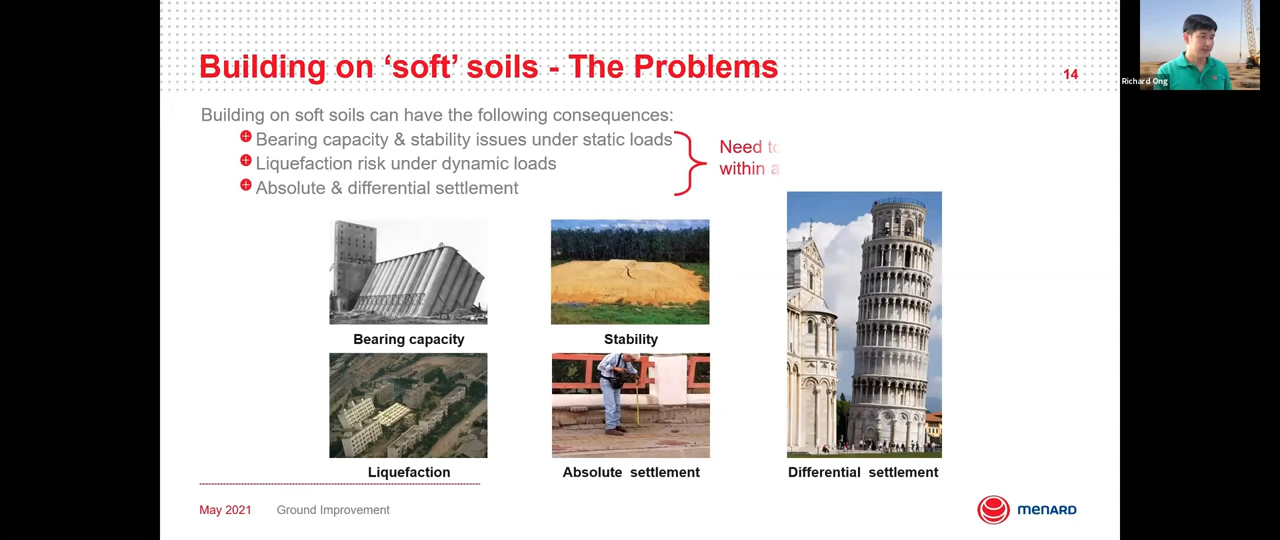 Building on ‘soft’ soils - The Problems
14
Richard Ong
Building on soft soils can have the following consequences:
Bearing capacity & stability issues under static loads
Liquefaction risk under dynamic loads
Absolute & differential settlement
Need to
within a
Bearing capacity
Stability
Liquefaction
Absolute settlement
Differential settlement
May 2021
Ground Improvement
menard